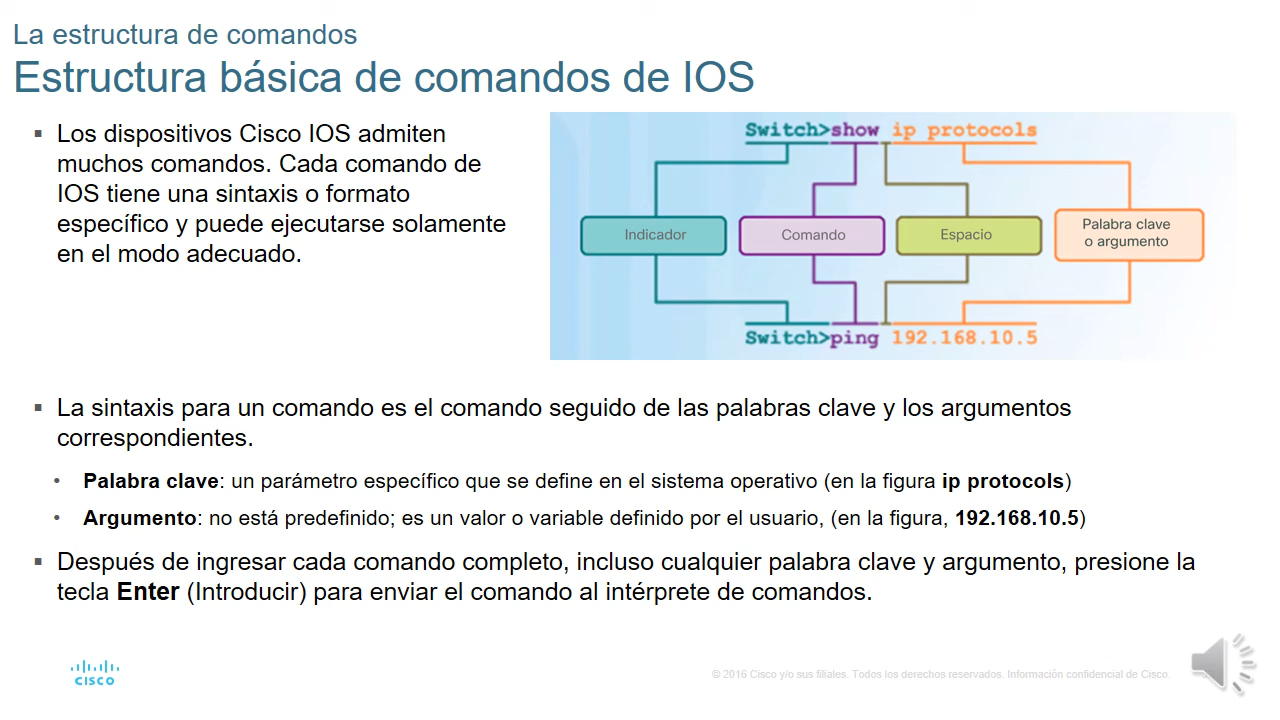 La estructura de comandos
Estructura básica de comandos de IOS
▪ Los dispositivos Cisco IOS admiten
muchos comandos. Cada comando de
IOS tiene una sintaxis o formato
específico y puede ejecutarse solamente
en el modo adecuado.
Switch>show ip protocols
Indicador
Comando
Espacio
Palabra clave
o argumento
Switch>ping 192.168.10.5
▪ La sintaxis para un comando es el comando seguido de las palabras clave y los argumentos
correspondientes.
• Palabra clave: un parámetro específico que se define en el sistema operativo (en la figura ip protocols)
• Argumento: no está predefinido; es un valor o variable definido por el usuario, (en la figura, 192.168.10.5)
▪ Después de ingresar cada comando completo, incluso cualquier palabra clave y argumento, presione la
tecla Enter (Introducir) para enviar el comando al intérprete de comandos.
CISCO
© 2016 Cisco y/o sus filiales. Todos los derechos reservados. Información confidencial de Cisco.